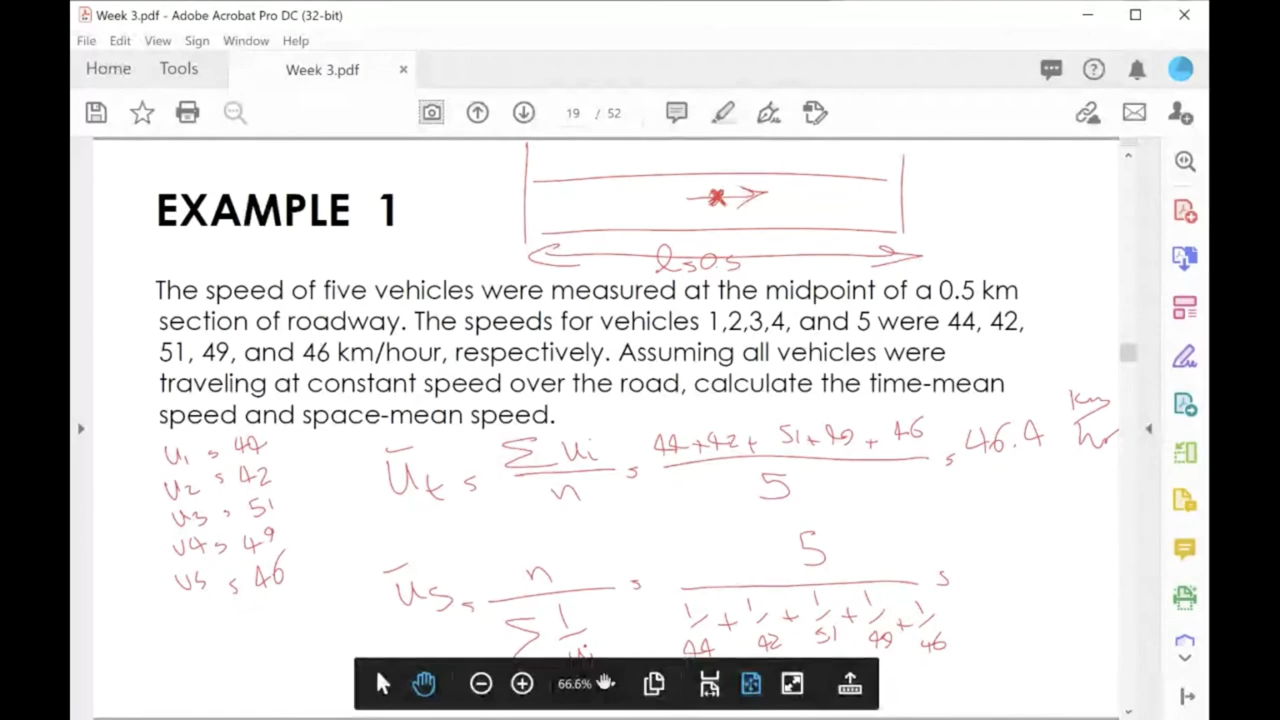 Week 3.pdf - Adobe Acrobat Pro DC (32-bit)
File Edit View Sign Window Help
Home Tools Week 3.pdf ×
19 / 52
EXAMPLE 1
l = 0.5
The speed of five vehicles were measured at the midpoint of a 0.5 km
section of roadway. The speeds for vehicles 1,2,3,4, and 5 were 44, 42,
51, 49, and 46 km/hour, respectively. Assuming all vehicles were
traveling at constant speed over the road, calculate the time-mean
speed and space-mean speed.
u1 = 44
u2 = 42
u3 = 51
u4 = 49
u5 = 46
ūt = Σui / n = 44+42+51+49+46 / 5 = 46.4 km/hr
ūs = n / Σ 1/ui = 5 / 1/44 + 1/42 + 1/51 + 1/49 + 1/46 =
66.6%